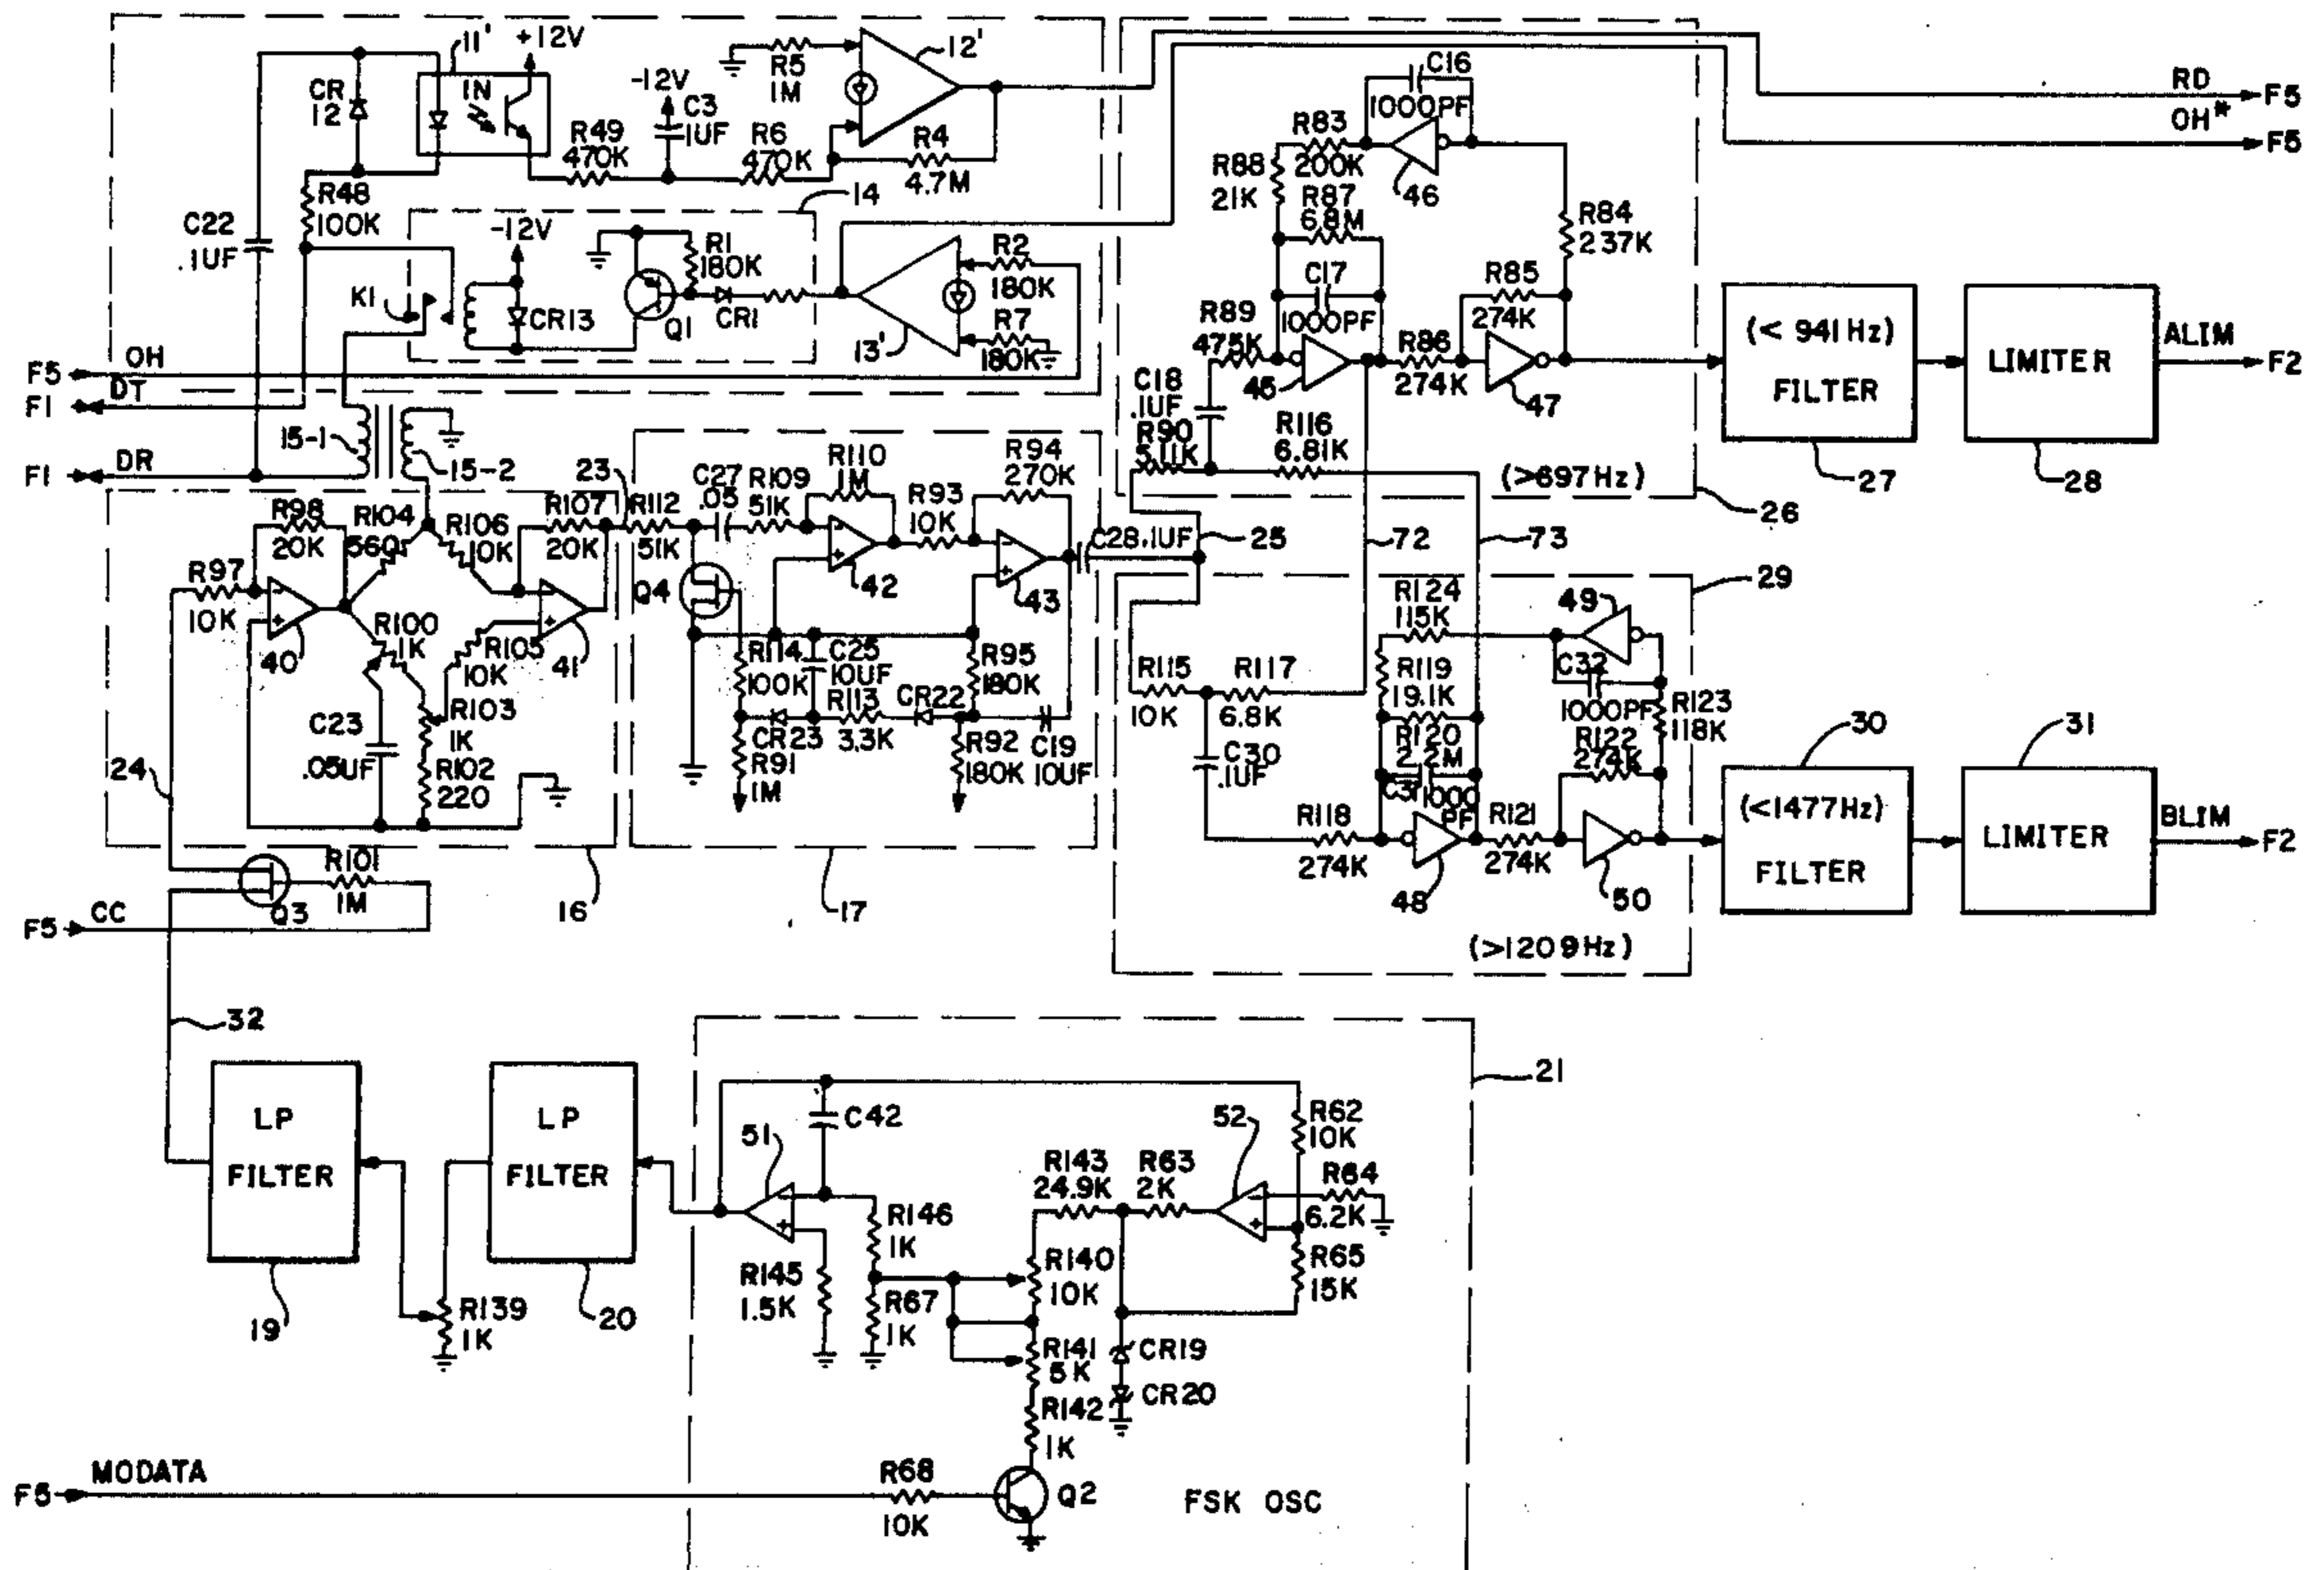 11'
+12V
CR
12
1N
-12V
C3
1UF
R5
1M
12'
R49
470K
R6
470K
R4
4.7M
R48
100K
C22
.1UF
14
-12V
R1
180K
K1
CR13
Q1
CR1
13'
R2
180K
R7
180K
F5
OH
F1
DT
F1
DR
15-1
15-2
C16
1000PF
R83
200K
46
R88
21K
R87
6.8M
R84
237K
C17
1000PF
R85
274K
R89
475K
45
R86
274K
47
C18
.1UF
R90
5.11K
R116
6.81K
(>697Hz)
26
RD
F5
OH*
F5
(< 941Hz)
FILTER
27
LIMITER
28
ALIM
F2
R98
20K
R104
560
R106
10K
R107
20K
23
R97
10K
40
R100
1K
R105
10K
41
C23
.05UF
R103
1K
R102
220
24
16
R112
51K
C27
.05
R109
51K
R110
1M
R93
10K
R94
270K
Q4
42
43
C28.1UF
R114
100K
C25
10UF
R95
180K
R113
3.3K
CR22
CR23
R91
1M
R92
180K
C19
10UF
17
25
72
73
29
R124
115K
49
R115
10K
R117
6.8K
R119
19.1K
C32
1000PF
R123
118K
R120
2.2M
R122
274K
C30
.1UF
C31
1000
PF
R118
274K
48
R121
274K
50
(>1209Hz)
(<1477Hz)
FILTER
30
LIMITER
31
BLIM
F2
R101
1M
Q3
F5
CC
32
LP
FILTER
19
R139
1K
LP
FILTER
20
21
C42
51
52
R62
10K
R143
24.9K
R63
2K
R64
6.2K
R146
1K
R145
1.5K
R67
1K
R140
10K
R65
15K
R141
5K
CR19
CR20
R142
1K
F5
MODATA
R68
10K
Q2
FSK OSC